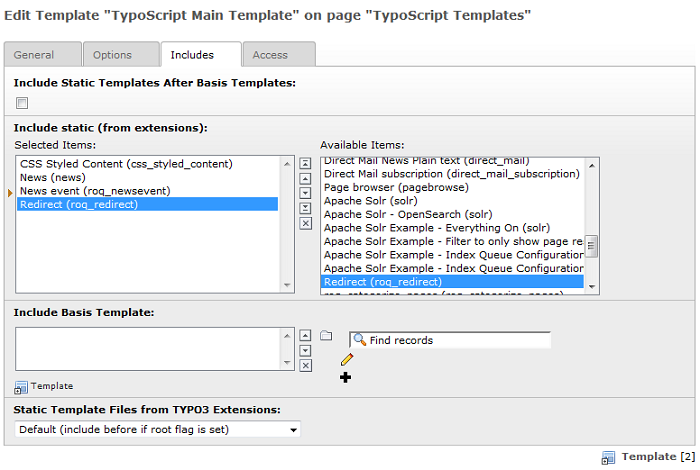 Edit Template "TypoScript Main Template" on page "TypoScript Templates"
General
Options
Includes
Access
Include Static Templates After Basis Templates:
Include static (from extensions):
Selected Items:
CSS Styled Content (css_styled_content)
News (news)
News event (roq_newsevent)
Redirect (roq_redirect)
Available Items:
Direct Mail News Plain text (direct_mail)
Direct Mail subscription (direct_mail_subscription)
Page browser (pagebrowse)
Apache Solr (solr)
Apache Solr - OpenSearch (solr)
Apache Solr Example - Everything On (solr)
Apache Solr Example - Filter to only show page res
Apache Solr Example - Index Queue Configuration
Apache Solr Example - Index Queue Configuration
Redirect (roq_redirect)
Include Basis Template:
Find records
Template
Static Template Files from TYPO3 Extensions:
Default (include before if root flag is set)
Template [2]